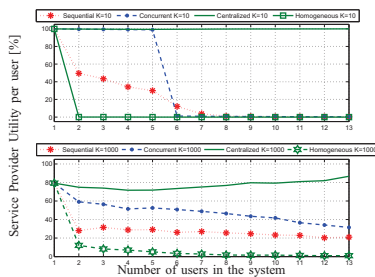 Sequential K=10 Concurrent K=10 Centralized K=10 Homogeneous K=10
100
80
60
40
20
0
1 2 3 4 5 6 7 8 9 10 11 12 13
Service Provider Utility per user [%]
Sequential K=1000 Concurrent K=1000 Centralized K=1000 Homogeneous K=1000
100
80
60
40
20
0
1 2 3 4 5 6 7 8 9 10 11 12 13
Number of users in the system